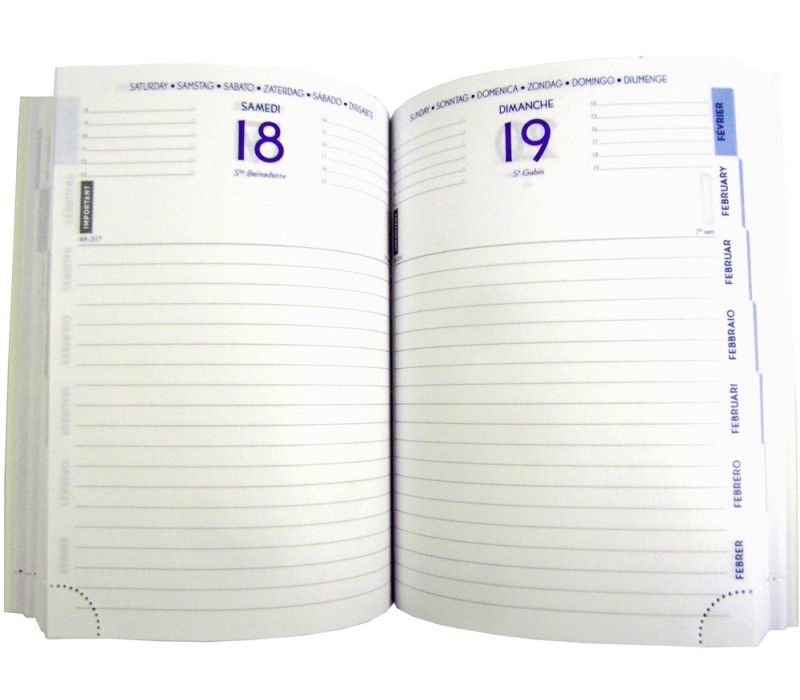 SATURDAY • SAMSTAG • SABATO • ZATERDAG • SÁBADO • DISSABTE
SAMEDI
18
Ste Bernadette
8
9
10
11
12
13
14
15
16
17
18
19
IMPORTANT
49-317
SUNDAY • SONNTAG • DOMENICA • ZONDAG • DOMINGO • DIUMENGE
DIMANCHE
19
St Gabin
14
15
16
17
18
19
7e sem
FÉVRIER
FEBRUARY
FEBRUAR
FEBBRAIO
FEBRUARI
FEBRERO
FEBRER